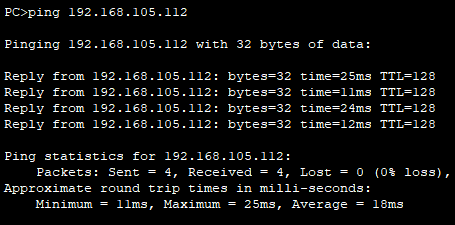 PC>ping 192.168.105.112
Pinging 192.168.105.112 with 32 bytes of data:
Reply from 192.168.105.112: bytes=32 time=25ms TTL=128
Reply from 192.168.105.112: bytes=32 time=11ms TTL=128
Reply from 192.168.105.112: bytes=32 time=24ms TTL=128
Reply from 192.168.105.112: bytes=32 time=12ms TTL=128
Ping statistics for 192.168.105.112:
Packets: Sent = 4, Received = 4, Lost = 0 (0% loss),
Approximate round trip times in milli-seconds:
Minimum = 11ms, Maximum = 25ms, Average = 18ms